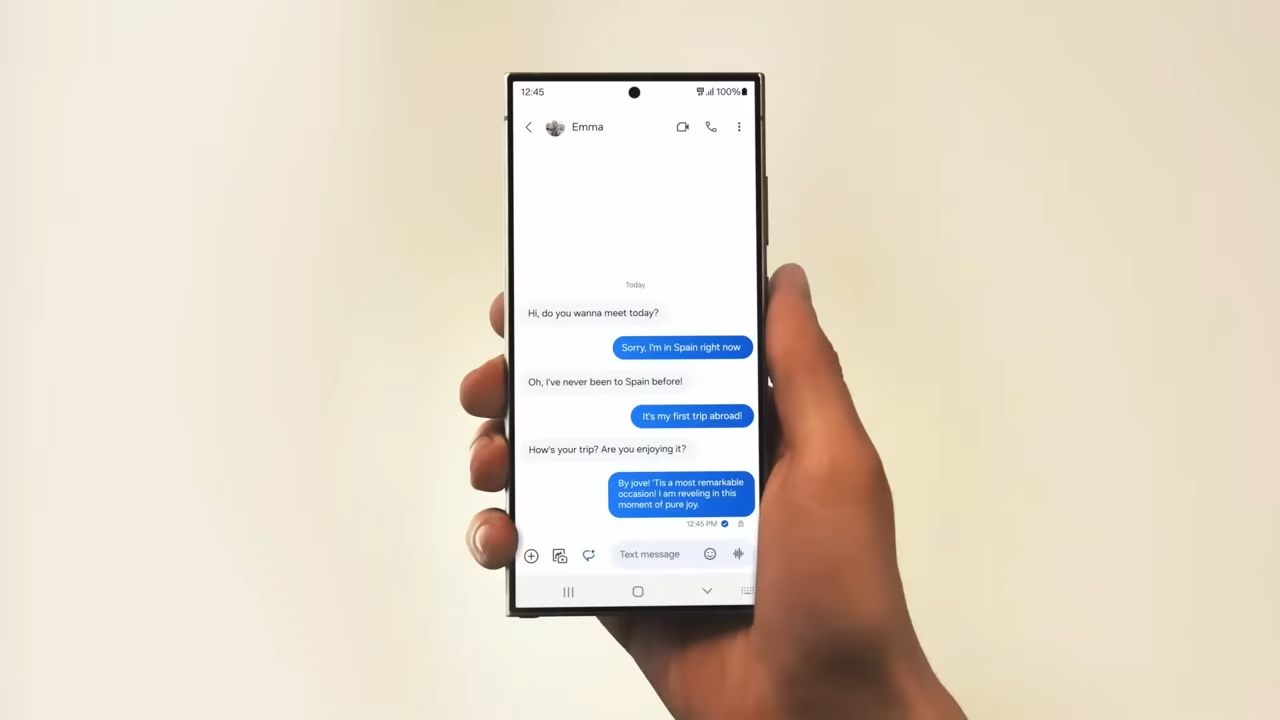 12:45
100%
Emma
Today
Hi, do you wanna meet today?
Sorry, I'm in Spain right now
Oh, I've never been to Spain before!
It's my first trip abroad!
How's your trip? Are you enjoying it?
By jove! 'Tis a most remarkable
occasion! I am reveling in this
moment of pure joy.
12:45 PM
Text message